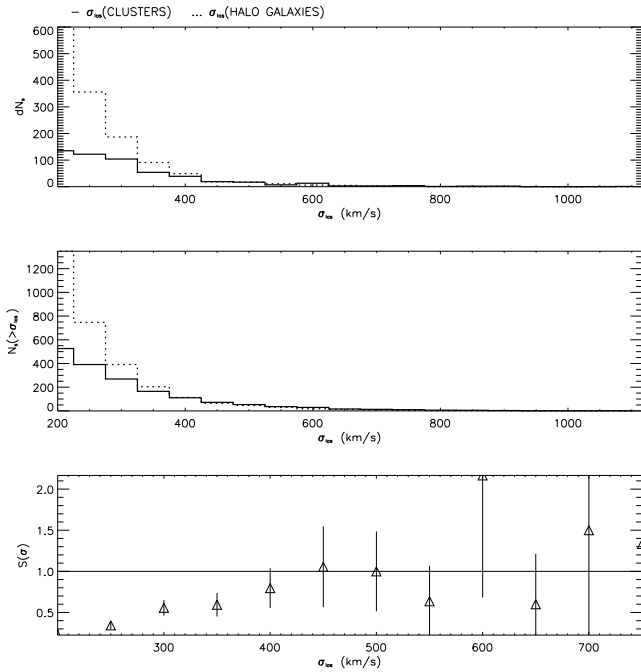 — σlos(CLUSTERS) ... σlos(HALO GALAXIES)
600
500
400
300
200
100
0
dNs
400 600 800 1000
σlos (km/s)
1200
1000
800
600
400
200
0
Ns(>σlos)
200 400 600 800 1000
σlos (km/s)
2.0
1.5
1.0
0.5
S(σ)
300 400 500 600 700
σlos (km/s)